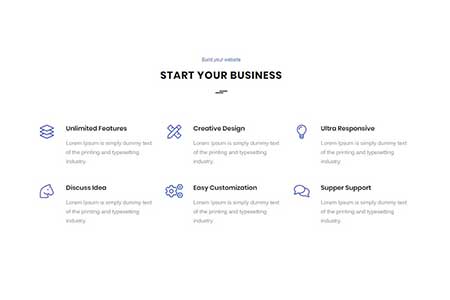 Build your website
START YOUR BUSINESS
Unlimited Features
Lorem Ipsum is simply dummy text
of the printing and typesetting
industry.
Creative Design
Lorem Ipsum is simply dummy text
of the printing and typesetting
industry.
Ultra Responsive
Lorem Ipsum is simply dummy text
of the printing and typesetting
industry.
Discuss Idea
Lorem Ipsum is simply dummy text
of the printing and typesetting
industry.
Easy Customization
Lorem Ipsum is simply dummy text
of the printing and typesetting
industry.
Supper Support
Lorem Ipsum is simply dummy text
of the printing and typesetting
industry.